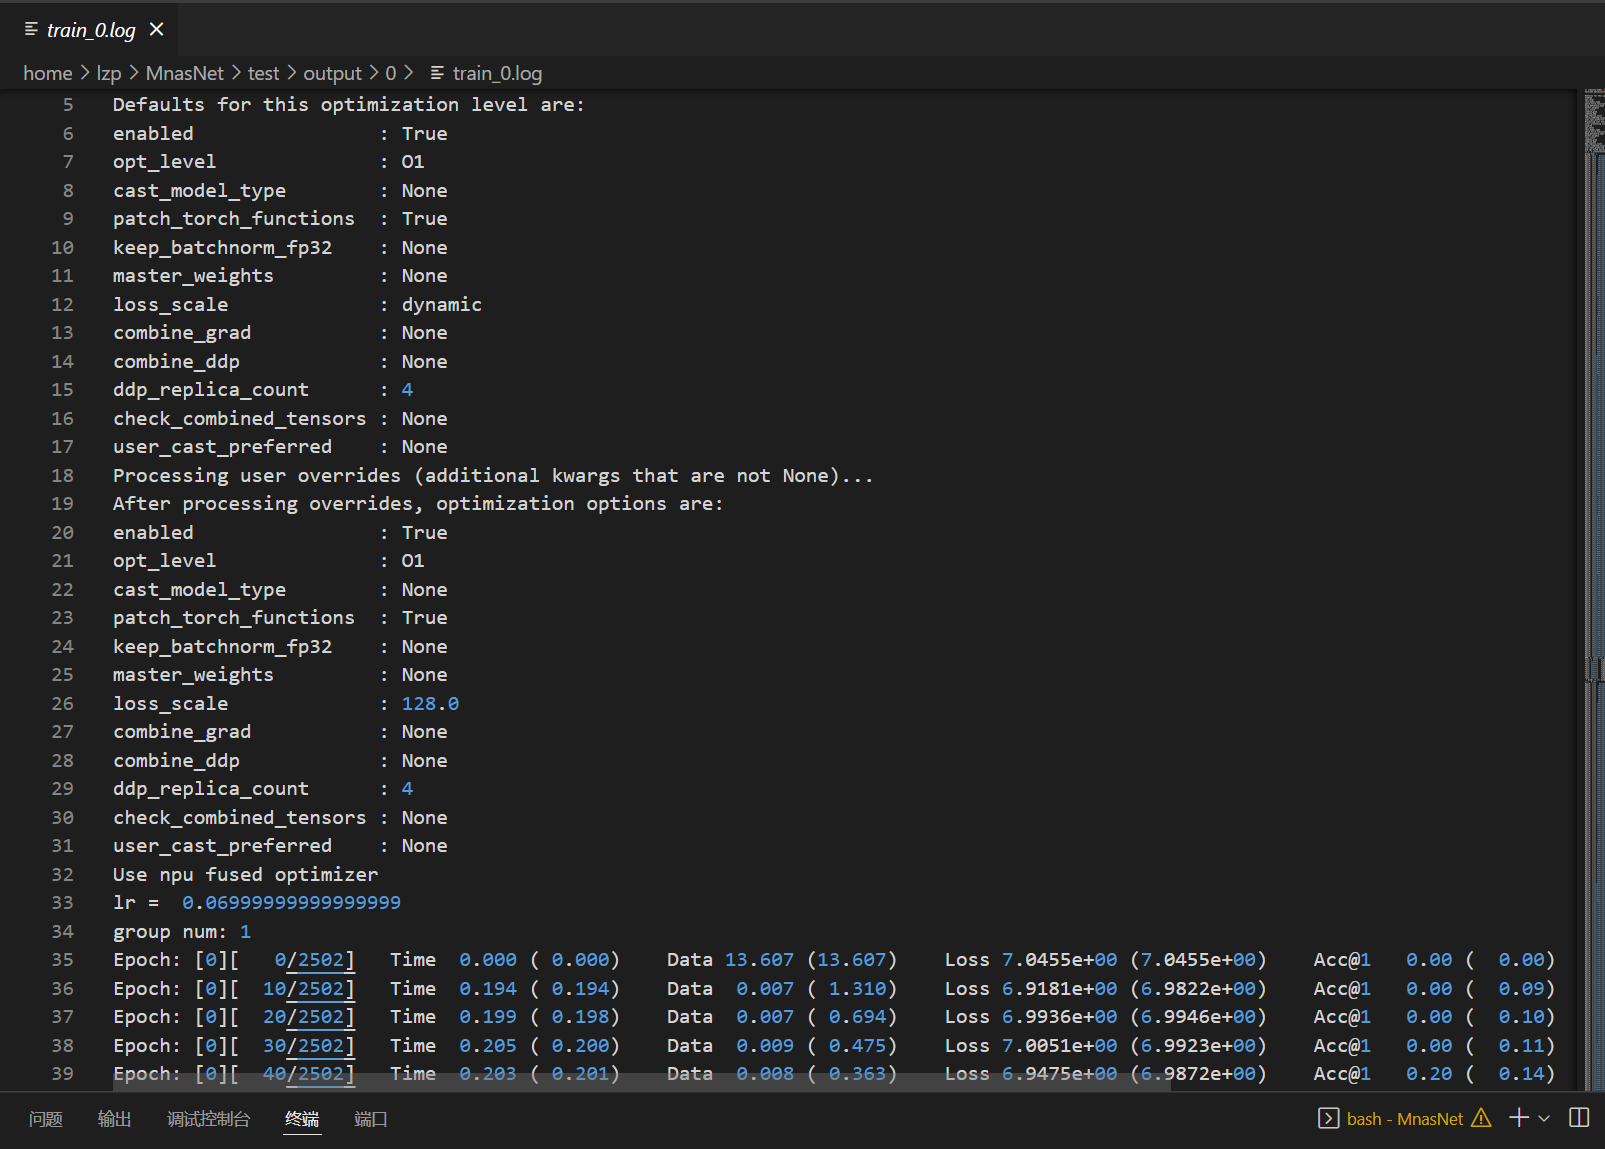 train_0.log
home > lzp > MnasNet > test > output > 0 > train_0.log
5 Defaults for this optimization level are:
6 enabled : True
7 opt_level : O1
8 cast_model_type : None
9 patch_torch_functions : True
10 keep_batchnorm_fp32 : None
11 master_weights : None
12 loss_scale : dynamic
13 combine_grad : None
14 combine_ddp : None
15 ddp_replica_count : 4
16 check_combined_tensors : None
17 user_cast_preferred : None
18 Processing user overrides (additional kwargs that are not None)...
19 After processing overrides, optimization options are:
20 enabled : True
21 opt_level : O1
22 cast_model_type : None
23 patch_torch_functions : True
24 keep_batchnorm_fp32 : None
25 master_weights : None
26 loss_scale : 128.0
27 combine_grad : None
28 combine_ddp : None
29 ddp_replica_count : 4
30 check_combined_tensors : None
31 user_cast_preferred : None
32 Use npu fused optimizer
33 lr = 0.06999999999999999
34 group num: 1
35 Epoch: [0][ 0/2502] Time 0.000 ( 0.000) Data 13.607 (13.607) Loss 7.0455e+00 (7.0455e+00) Acc@1 0.00 ( 0.00)
36 Epoch: [0][ 10/2502] Time 0.194 ( 0.194) Data 0.007 ( 1.310) Loss 6.9181e+00 (6.9822e+00) Acc@1 0.00 ( 0.09)
37 Epoch: [0][ 20/2502] Time 0.199 ( 0.198) Data 0.007 ( 0.694) Loss 6.9936e+00 (6.9946e+00) Acc@1 0.00 ( 0.10)
38 Epoch: [0][ 30/2502] Time 0.205 ( 0.200) Data 0.009 ( 0.475) Loss 7.0051e+00 (6.9923e+00) Acc@1 0.00 ( 0.11)
39 Epoch: [0][ 40/2502] Time 0.203 ( 0.201) Data 0.008 ( 0.363) Loss 6.9475e+00 (6.9872e+00) Acc@1 0.20 ( 0.14)
问题 输出 调试控制台 终端 端口 bash - MnasNet